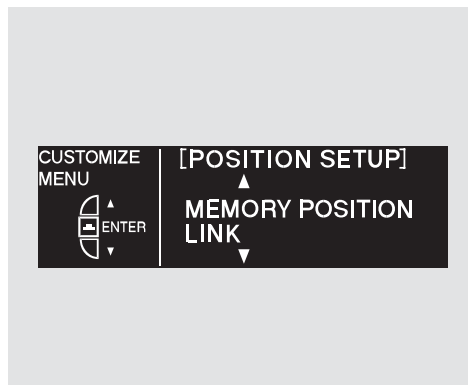 CUSTOMIZE
MENU
▲
ENTER
▼
[POSITION SETUP]
▲
MEMORY POSITION
LINK
▼